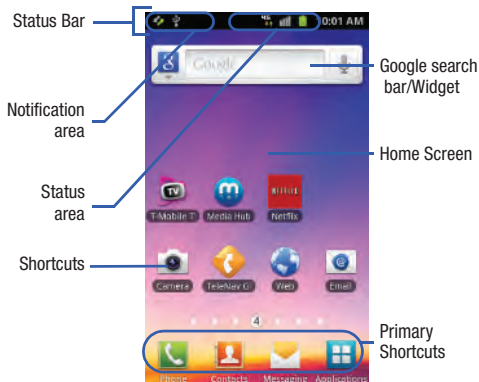 Status Bar
4G
0:01 AM
Google
Google search
bar/Widget
Notification
area
Home Screen
Status
area
TV
m
NETFLIX
T-Mobile T
Media Hub
Netflix
Shortcuts
@
Camera
TeleNav G
Web
Email
4
Primary
Shortcuts
Phone
Contacts
Messaging
Applications